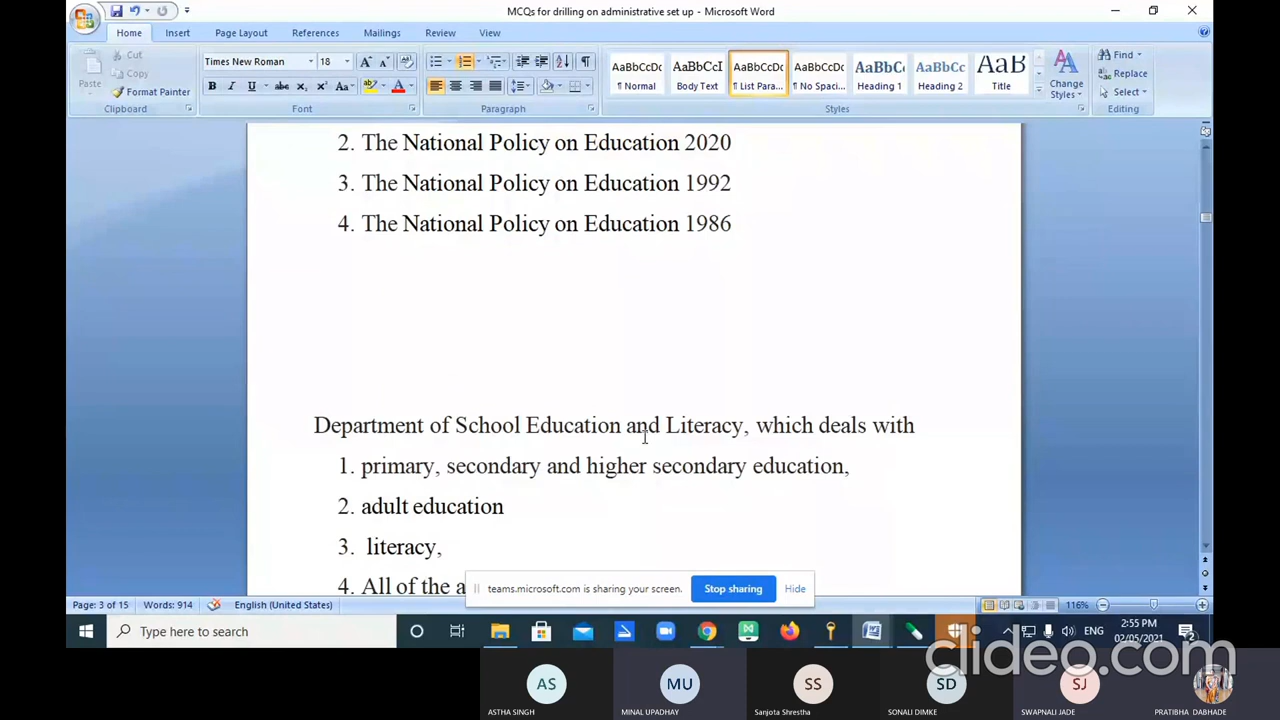 MCQs for drilling on administrative set up - Microsoft Word
Home Insert Page Layout References Mailings Review View
Cut
Copy
Paste
Format Painter
Clipboard
Times New Roman 18
B I U abc x₂ x² Aa A
Font
Paragraph
AaBbCcDc AaBbCcI AaBbCcDc AaBbCcDc AaBbCc AaBbCc AaB
¶ Normal Body Text ¶ List Para... ¶ No Spaci... Heading 1 Heading 2 Title
Styles
Change Styles
Find
Replace
Select
Editing
2. The National Policy on Education 2020
3. The National Policy on Education 1992
4. The National Policy on Education 1986
Department of School Education and Literacy, which deals with
1. primary, secondary and higher secondary education,
2. adult education
3. literacy,
4. All of the a
teams.microsoft.com is sharing your screen. Stop sharing Hide
Page: 3 of 15 Words: 914 English (United States) 116%
Type here to search
ENG
2:55 PM
02/05/2021
2
clideo.com
AS MU SS SD SJ
ASTHA SINGH MINAL UPADHAY Sanjota Shrestha SONALI DIMKE SWAPNALI JADE PRATIBHA DABHADE